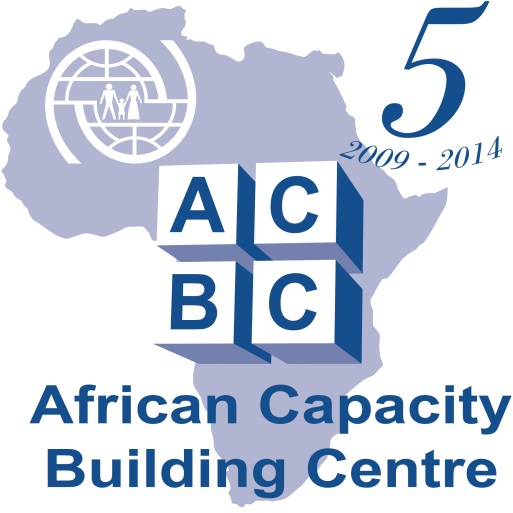 5
2009 - 2014
A C
B C
African Capacity
Building Centre